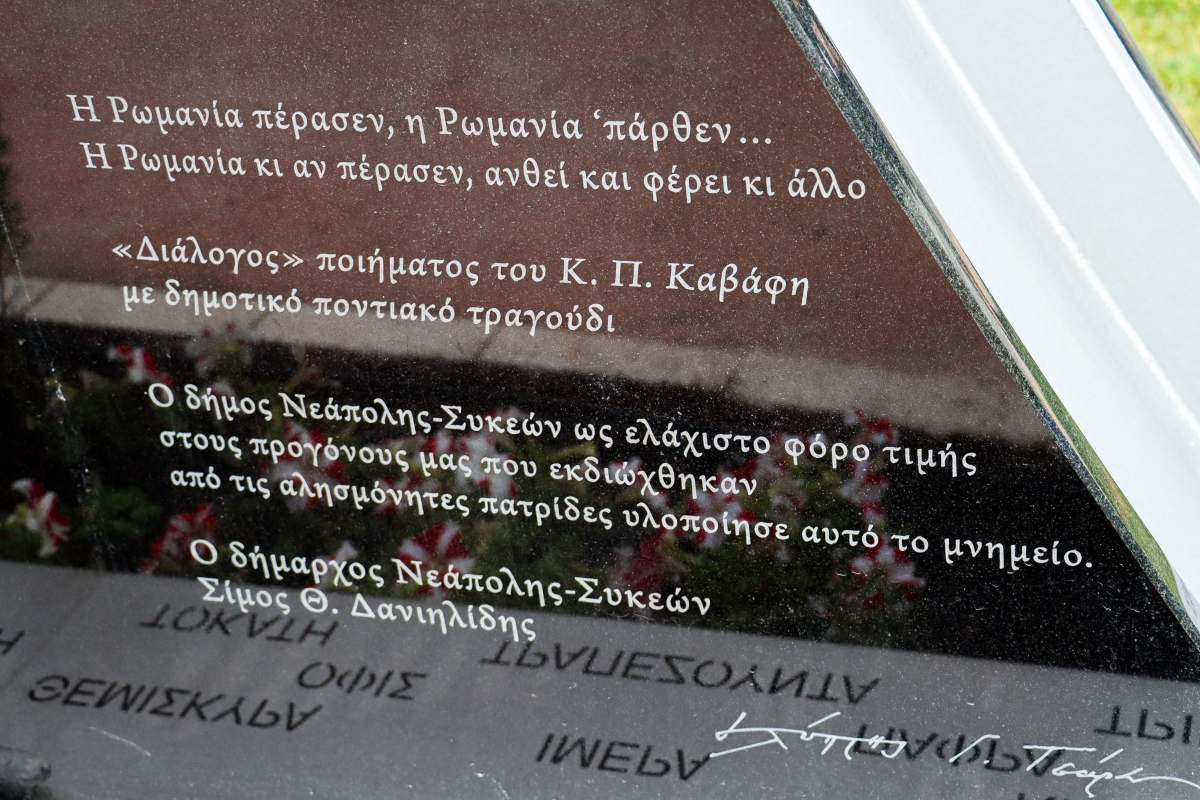 Η Ρωμανία πέρασεν, η Ρωμανία ‘πάρθεν...
Η Ρωμανία κι αν πέρασεν, ανθεί και φέρει κι άλλο
«Διάλογος» ποιήματος του Κ. Π. Καβάφη
με δημοτικό ποντιακό τραγούδι
Ο δήμος Νεάπολης-Συκεών ως ελάχιστο φόρο τιμής
στους προγόνους μας που εκδιώχθηκαν
από τις αλησμόνητες πατρίδες υλοποίησε αυτό το μνημείο.
Ο δήμαρχος Νεάπολης-Συκεών
Σίμος Θ. Δανιηλίδης
ΤΟΚΑΤΗ
ΤΡΑΠΕΖΟΥΝΤΑ
ΟΦΙΣ
ΘΕΜΙΣΚΥΡΑ
ΤΡΙ
ΠΑΦΡΑ
ΙΜΕΡΑ